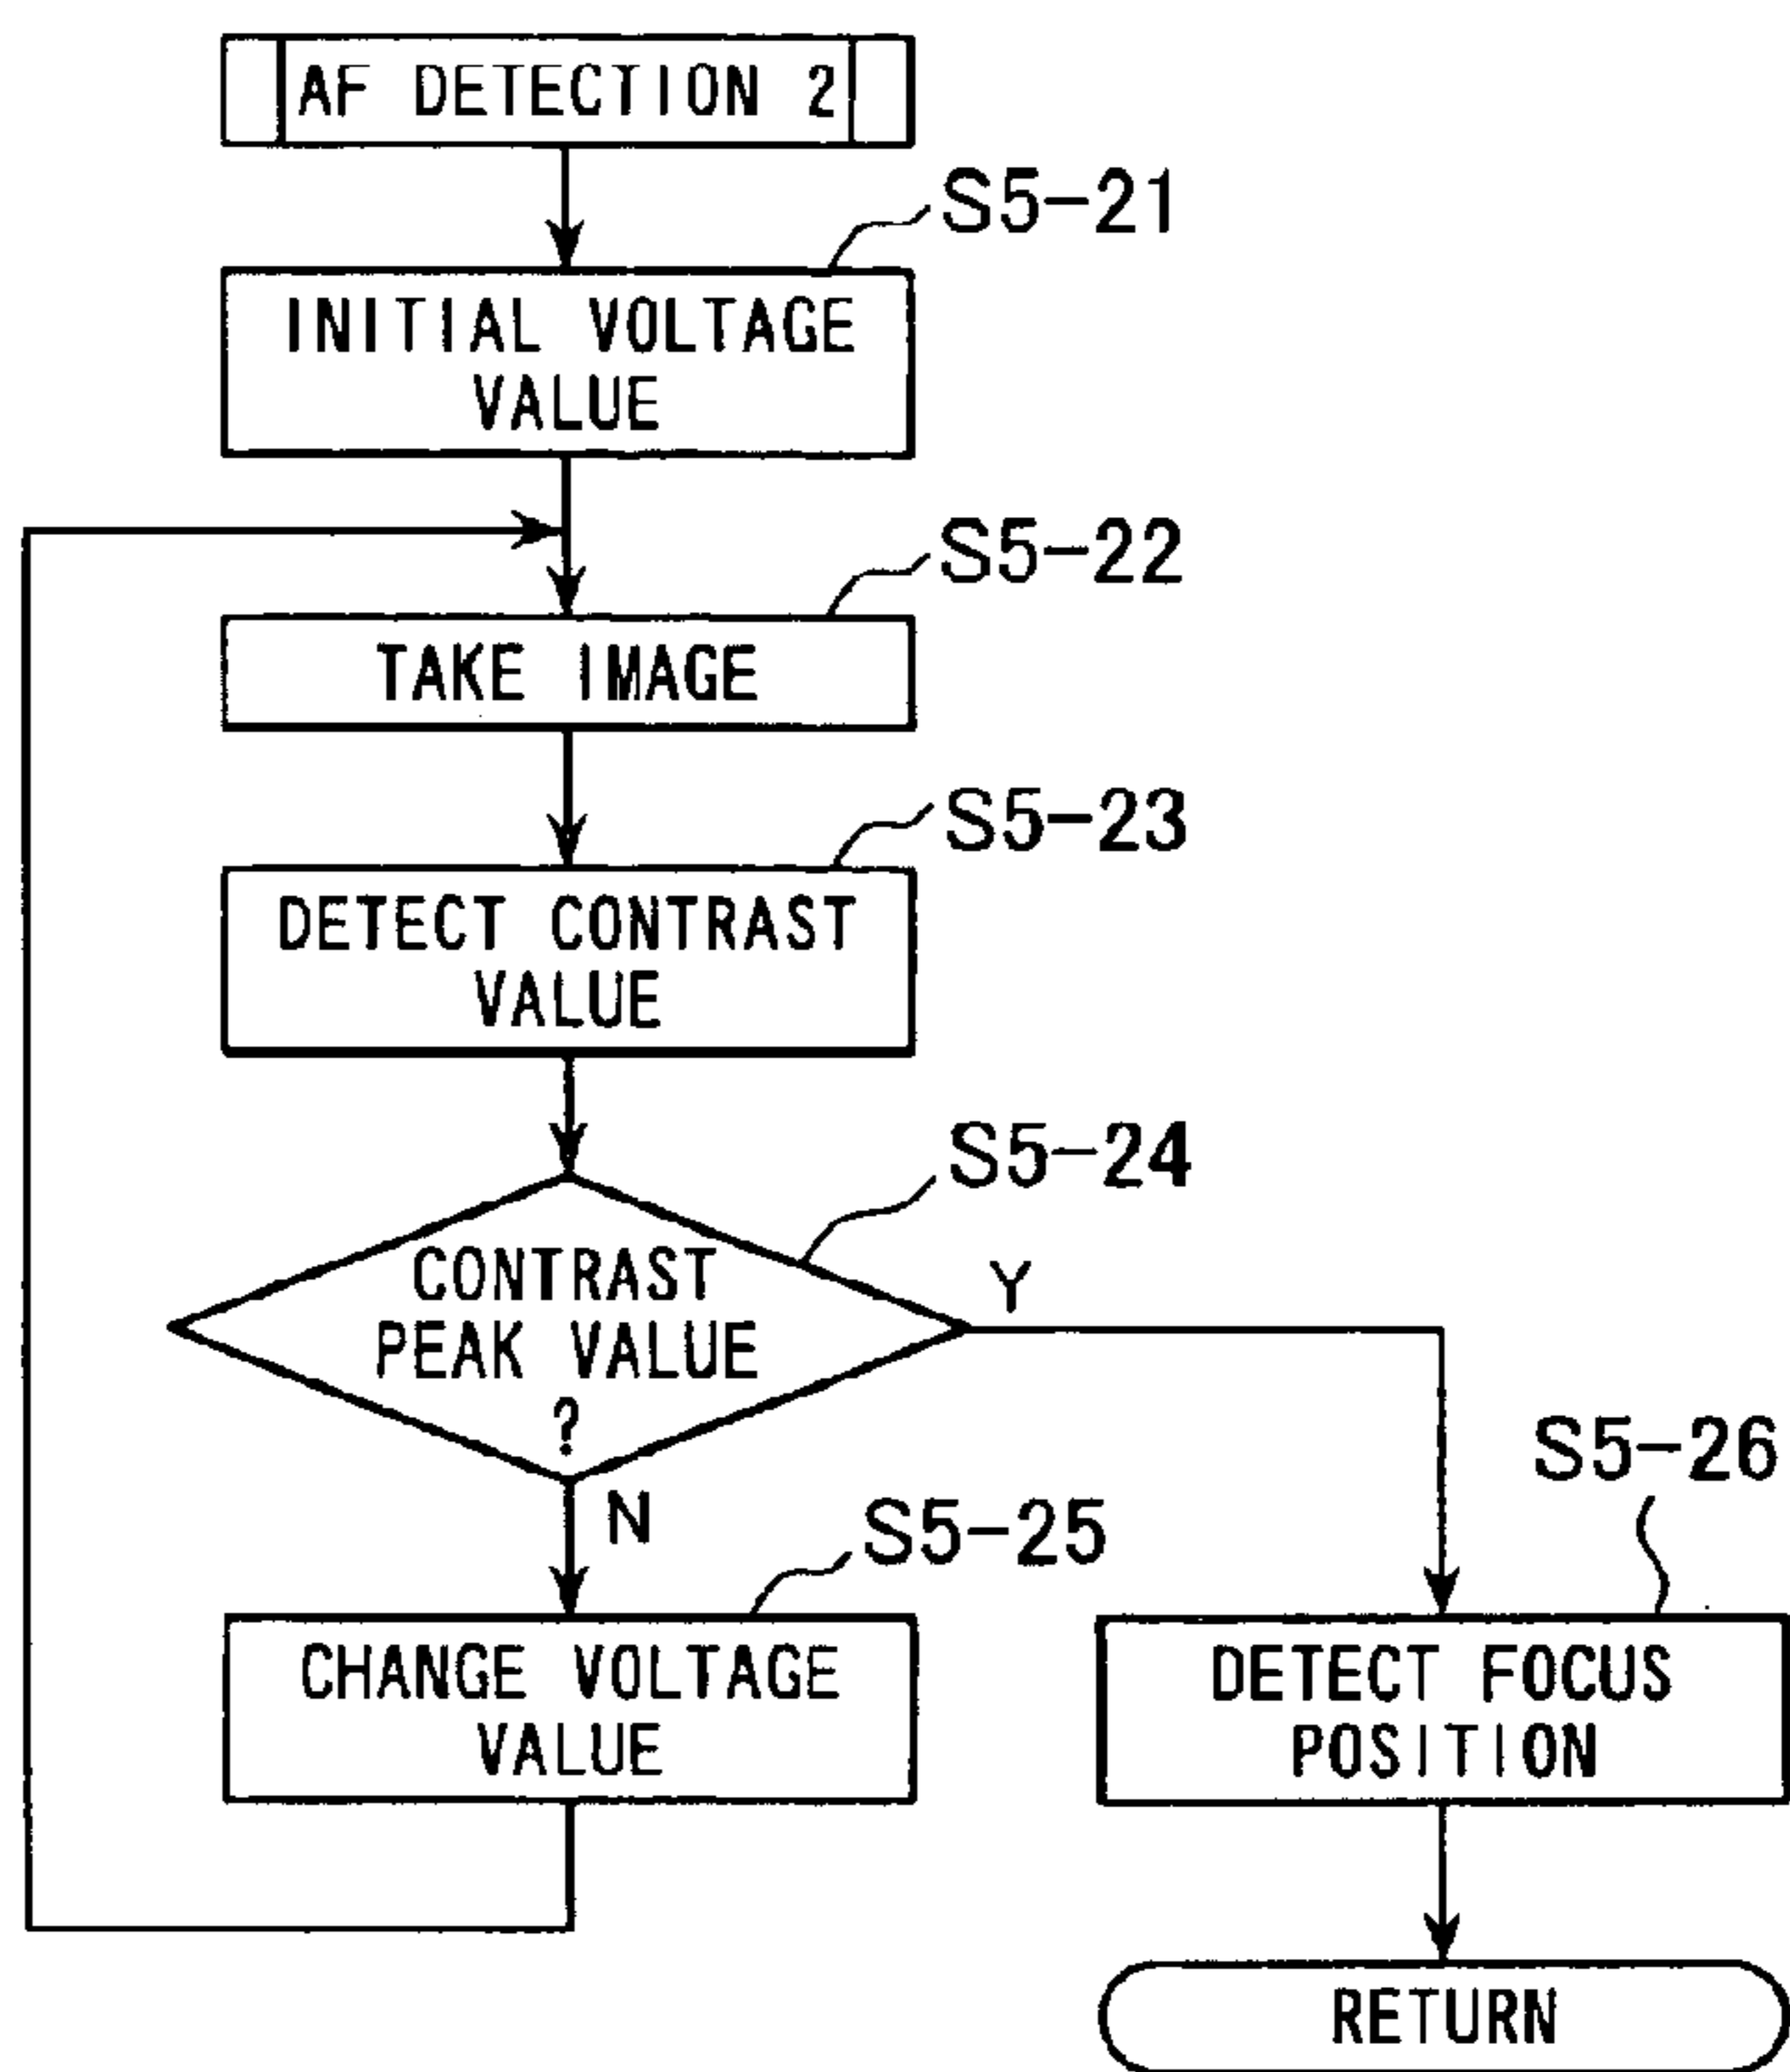 AF DETECTION 2
S5-21
INITIAL VOLTAGE
VALUE
S5-22
TAKE IMAGE
S5-23
DETECT CONTRAST
VALUE
S5-24
CONTRAST
PEAK VALUE
?
Y
N
S5-25
CHANGE VOLTAGE
VALUE
S5-26
DETECT FOCUS
POSITION
RETURN